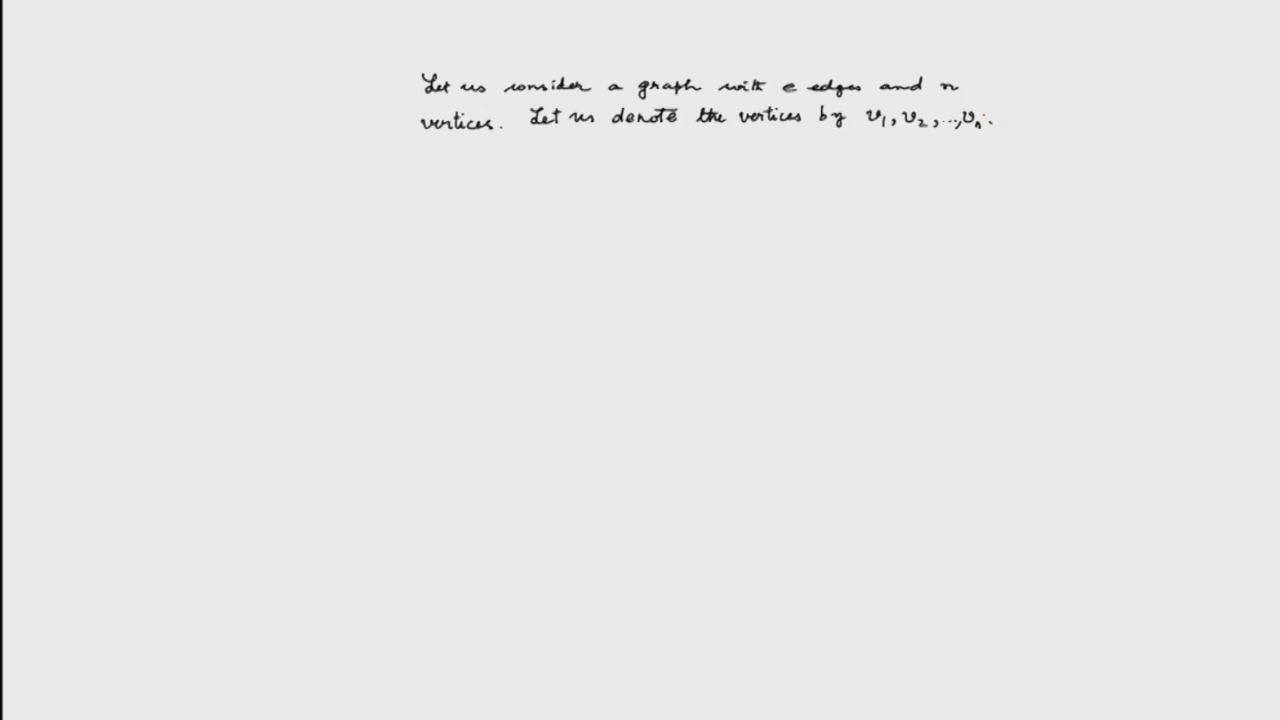 Let us consider a graph with e edges and n
vertices. Let us denote the vertices by v₁, v₂, ..., vₙ.